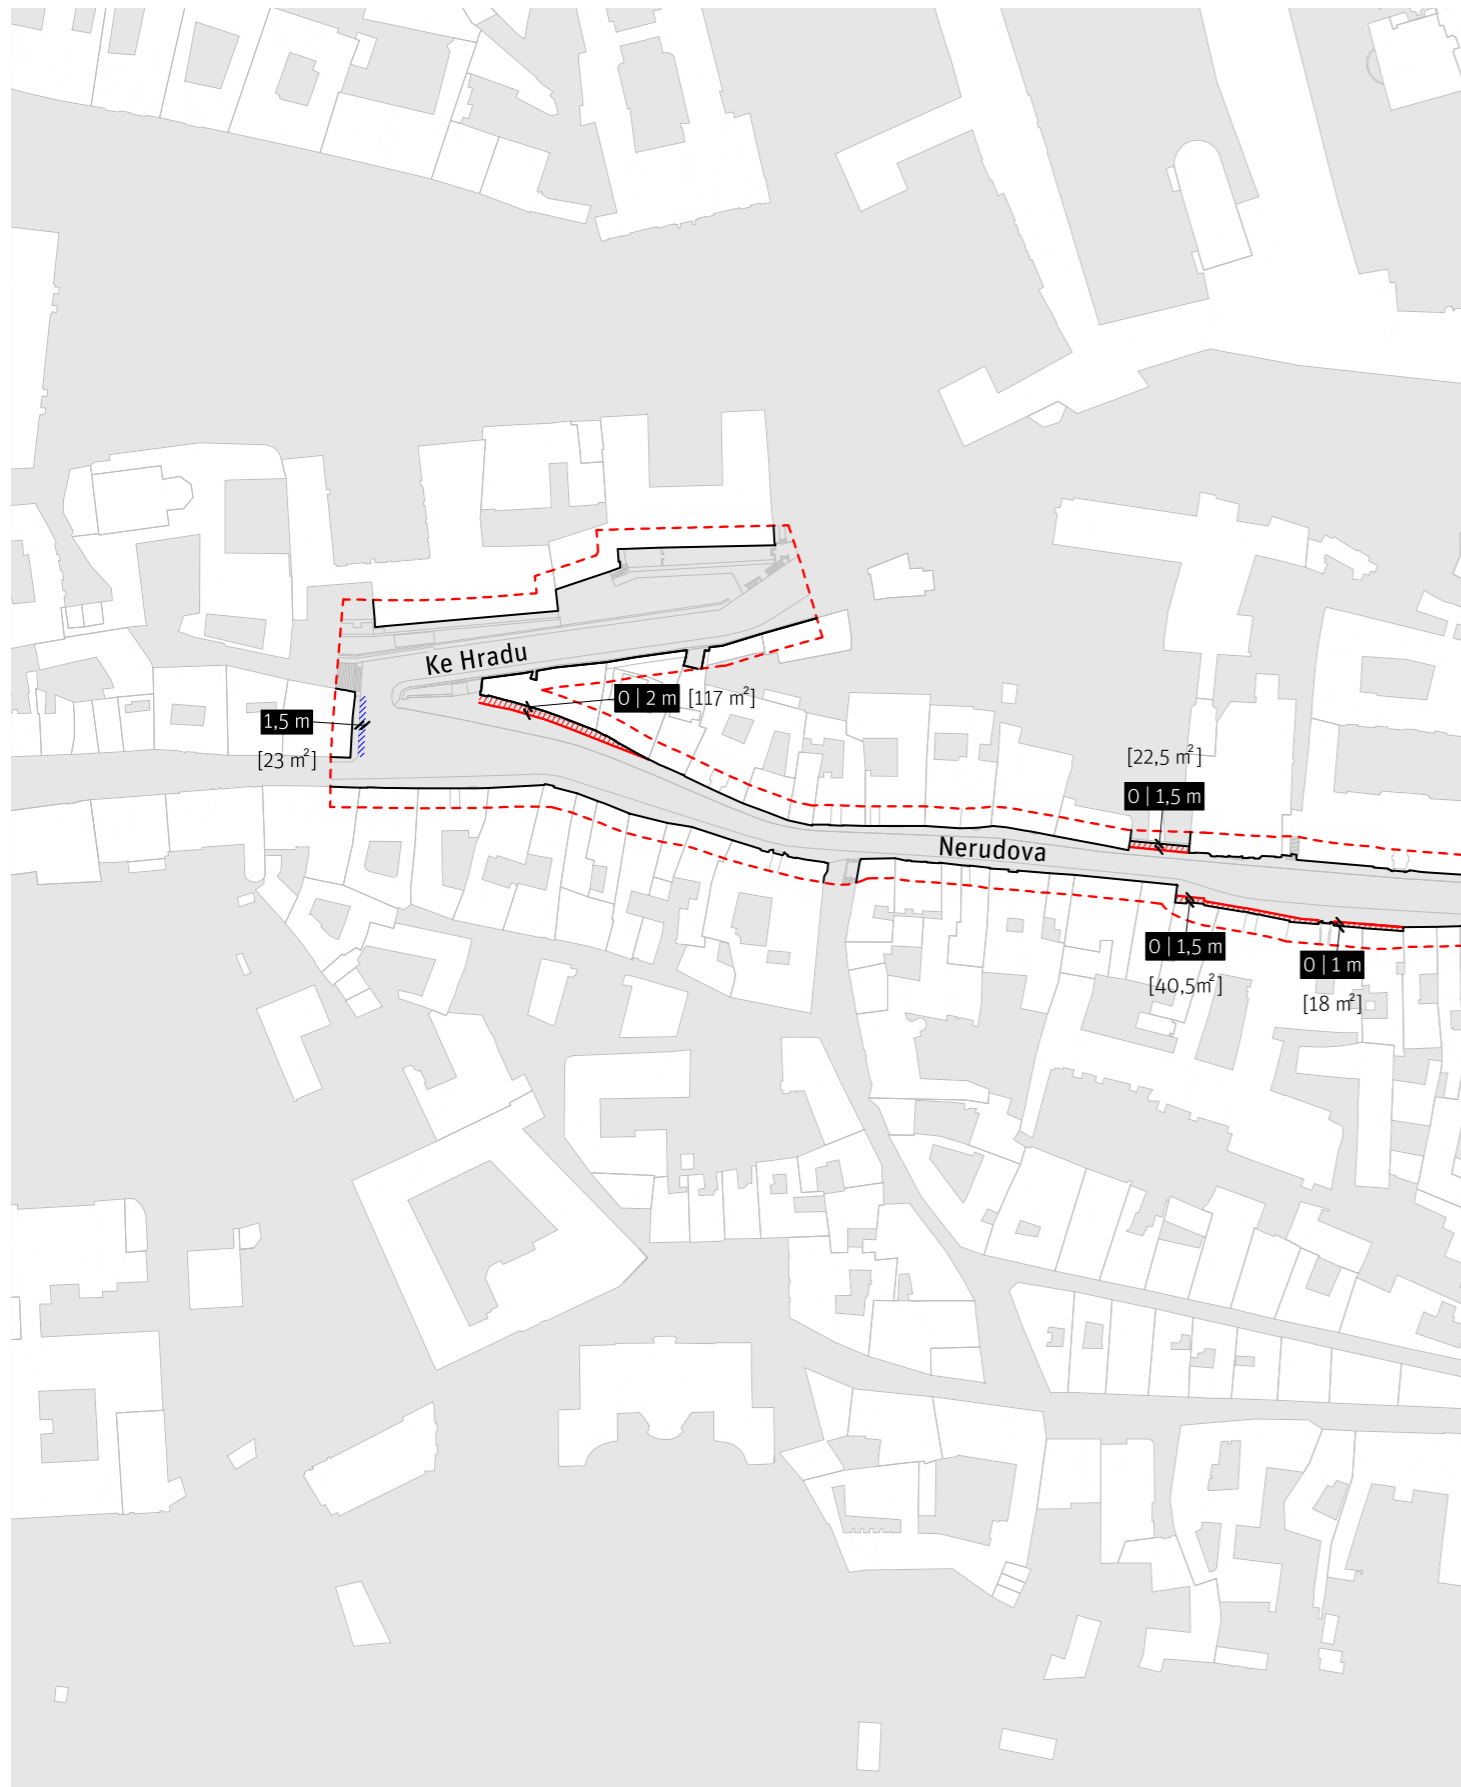 Ke Hradu
0 | 2 m [117 m²]
1,5 m
[23 m²]
[22,5 m²]
0 | 1,5 m
Nerudova
0 | 1,5 m
[40,5m²]
0 | 1 m
[18 m²]